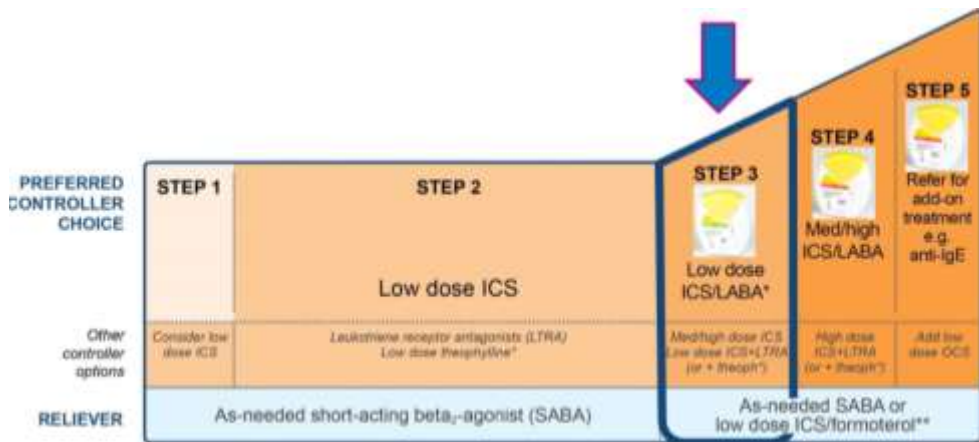 PREFERRED
CONTROLLER
CHOICE
STEP 1
STEP 2
Low dose ICS
STEP 3
Low dose
ICS/LABA*
STEP 4
Med/high
ICS/LABA
STEP 5
Refer for
add-on
treatment
e.g.
anti-IgE
Other
controller
options
Consider low
dose ICS
Leukotriene receptor antagonists (LTRA)
Low dose theophylline*
Med/high dose ICS
Low dose ICS+LTRA
(or + theoph*)
High dose
ICS+LTRA
(or + theoph*)
Add low
dose OCS
RELIEVER
As-needed short-acting beta₂-agonist (SABA)
As-needed SABA or
low dose ICS/formoterol**